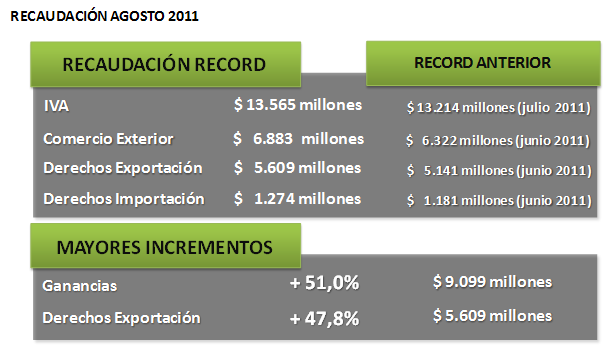 RECAUDACIÓN AGOSTO 2011
RECAUDACIÓN RECORD RECORD ANTERIOR
IVA $ 13.565 millones $ 13.214 millones (julio 2011)
Comercio Exterior $ 6.883 millones $ 6.322 millones (junio 2011)
Derechos Exportación $ 5.609 millones $ 5.141 millones (junio 2011)
Derechos Importación $ 1.274 millones $ 1.181 millones (junio 2011)
MAYORES INCREMENTOS
Ganancias + 51,0% $ 9.099 millones
Derechos Exportación + 47,8% $ 5.609 millones